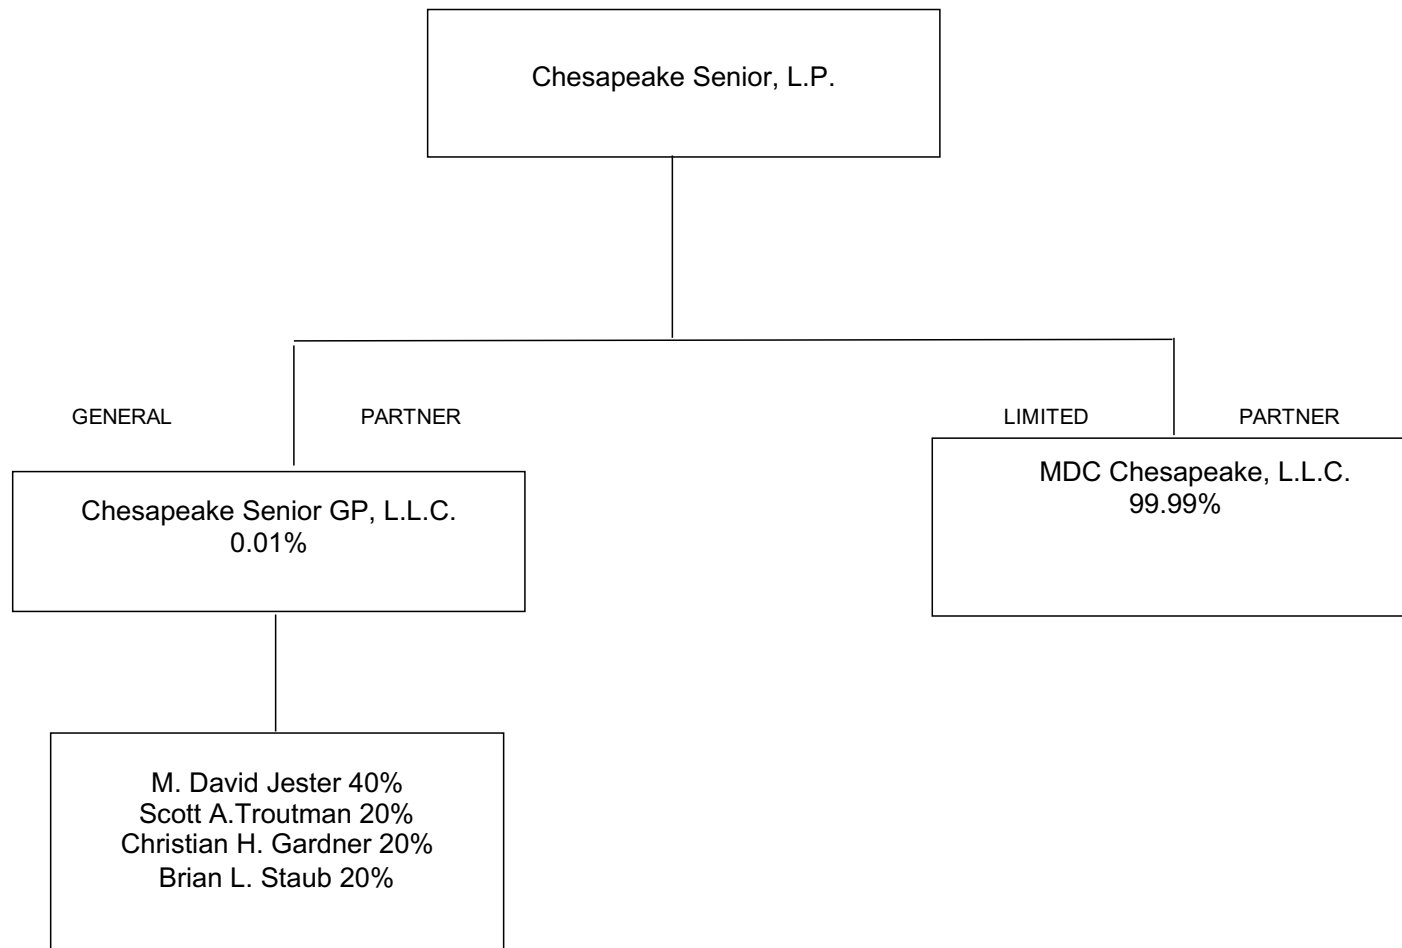 Chesapeake Senior, L.P.
GENERAL PARTNER
LIMITED PARTNER
Chesapeake Senior GP, L.L.C.
0.01%
MDC Chesapeake, L.L.C.
99.99%
M. David Jester 40%
Scott A.Troutman 20%
Christian H. Gardner 20%
Brian L. Staub 20%